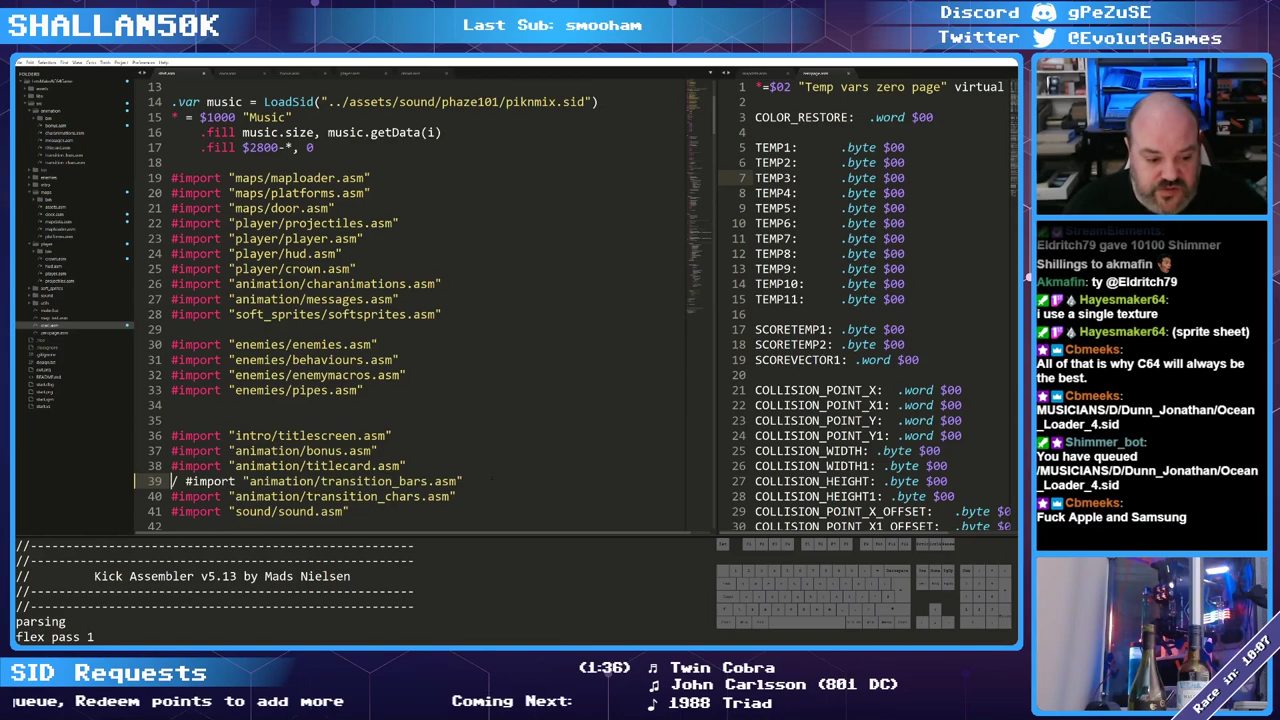 SHALLAN50K
Last Sub: smooham
Discord gPeZuSE
Twitter @EvoluteGames
FOLDERS
13
14 .var music = LoadSid("../assets/sound/phaze101/piknmix.sid")
15 * = $1000 "Music"
16 .fill music.size, music.getData(i)
17 .fill $2800-*, 0
18
19 #import "maps/maploader.asm"
20 #import "maps/platforms.asm"
21 #import "maps/door.asm"
22 #import "player/projectiles.asm"
23 #import "player/player.asm"
24 #import "player/hud.asm"
25 #import "player/crown.asm"
26 #import "animation/charanimations.asm"
27 #import "animation/messages.asm"
28 #import "soft_sprites/softsprites.asm"
29
30 #import "enemies/enemies.asm"
31 #import "enemies/behaviours.asm"
32 #import "enemies/enemymacros.asm"
33 #import "enemies/pipes.asm"
34
35
36 #import "intro/titlescreen.asm"
37 #import "animation/bonus.asm"
38 #import "animation/titlecard.asm"
39 / #import "animation/transition_bars.asm"
40 #import "animation/transition_chars.asm"
41 #import "sound/sound.asm"
42
1 *=$02 "Temp vars zero page" virtual
2
3 COLOR_RESTORE: .word $00
4
5 TEMP1: .byte $00
6 TEMP2: .byte $00
7 TEMP3: .byte $00
8 TEMP4: .byte $00
9 TEMP5: .byte $00
10 TEMP6: .byte $00
11 TEMP7: .byte $00
12 TEMP8: .byte $00
13 TEMP9: .byte $00
14 TEMP10: .byte $00
15 TEMP11: .byte $00
16
17 SCORETEMP1: .byte $00
18 SCORETEMP2: .byte $00
19 SCOREVECTOR1: .word $00
20
21 COLLISION_POINT_X: .word $00
22 COLLISION_POINT_X1: .word $00
23 COLLISION_POINT_Y: .word $00
24 COLLISION_POINT_Y1: .word $00
25 COLLISION_WIDTH: .byte $00
26 COLLISION_WIDTH1: .byte $00
27 COLLISION_HEIGHT: .byte $00
28 COLLISION_HEIGHT1: .byte $00
29 COLLISION_POINT_X_OFFSET: .byte $0
30 COLLISION_POINT_X1_OFFSET: .byte $
//------------------------------------------------------
//------------------------------------------------------
// Kick Assembler v5.13 by Mads Nielsen
//------------------------------------------------------
//------------------------------------------------------
parsing
flex pass 1
StreamElements:
Eldritch79 gave 10100 Shimmer
Shillings to akmafin
Akmafin: ty @Eldritch79
Hayesmaker64:
i use a single texture
Hayesmaker64: (sprite sheet)
Cbmeeks:
All of that is why C64 will always be
the best.
Cbmeeks:
MUSICIANS/D/Dunn_Jonathan/Ocean
_Loader_4.sid
Shimmer_bot:
You have queued
/MUSICIANS/D/Dunn_Jonathan/Ocean
_Loader_4.sid
Cbmeeks:
Fuck Apple and Samsung
SID Requests
queue, Redeem points to add more
(1:36) Twin Cobra
John Carlsson (801 DC)
Coming Next: 1988 Triad
Race in: 10:07